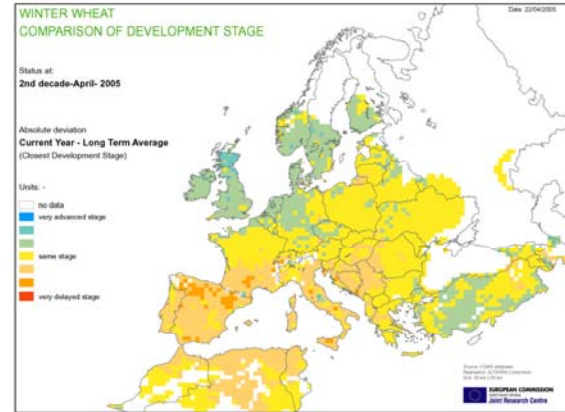 WINTER WHEAT
COMPARISON OF DEVELOPMENT STAGE
Date: 22/04/2005
Status at:
2nd decade-April- 2005
Absolute deviation
Current Year - Long Term Average
(Closest Development Stage)
Units: -
no data
very advanced stage
same stage
very delayed stage
EUROPEAN COMMISSION
Joint Research Centre